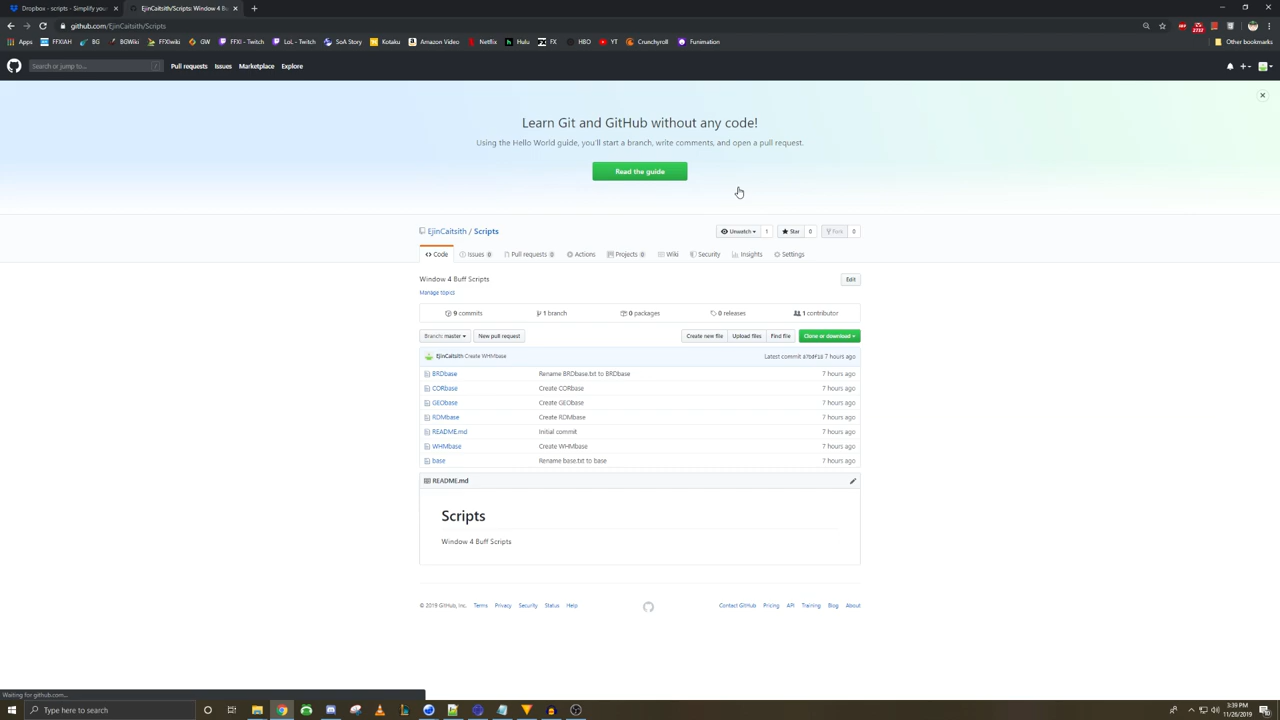 Dropbox - scripts - Simplify you
EjinCaitsith/Scripts: Window 4 B
github.com/EjinCaitsith/Scripts
Apps FFXIAH BG BGWiki FFXIwiki GW FFXI - Twitch LoL - Twitch SoA Story Kotaku Amazon Video Netflix Hulu FX HBO YT Crunchyroll Funimation Other bookmarks
Search or jump to... / Pull requests Issues Marketplace Explore
Learn Git and GitHub without any code!
Using the Hello World guide, you'll start a branch, write comments, and open a pull request.
Read the guide
EjinCaitsith / Scripts
Unwatch 1 Star 0 Fork 0
Code Issues 0 Pull requests 0 Actions Projects 0 Wiki Security Insights Settings
Window 4 Buff Scripts Edit
Manage topics
9 commits 1 branch 0 packages 0 releases 1 contributor
Branch: master New pull request Create new file Upload files Find file Clone or download
EjinCaitsith Create WHMbase Latest commit 7 hours ago
BRDbase Rename BRDbase.txt to BRDbase 7 hours ago
CORbase Create CORbase 7 hours ago
GEObase Create GEObase 7 hours ago
RDMbase Create RDMbase 7 hours ago
README.md Initial commit 7 hours ago
WHMbase Create WHMbase 7 hours ago
base Rename base.txt to base 7 hours ago
README.md
Scripts
Window 4 Buff Scripts
© 2019 GitHub, Inc. Terms Privacy Security Status Help Contact GitHub Pricing API Training Blog About
Waiting for github.com...
Type here to search
3:39 PM
11/26/2019